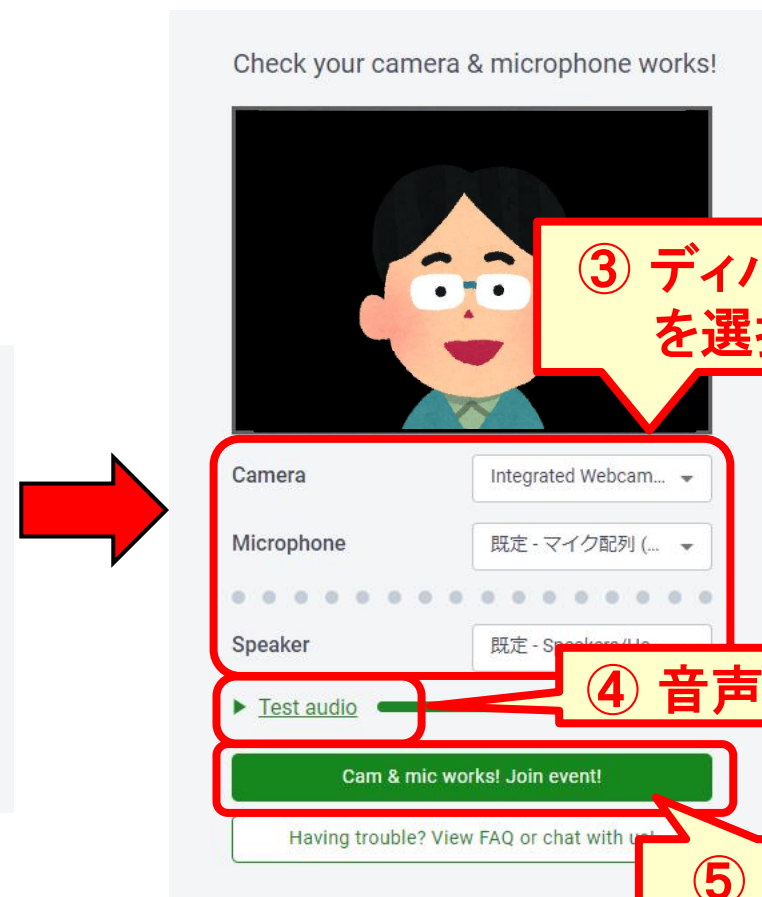 Check your camera & microphone works!
③ ディ
を選
Camera
Integrated Webcam...
Microphone
既定 - マイク配列 (...
Speaker
既定 -
④ 音声
Test audio
Cam & mic works! Join event!
Having trouble? View FAQ or chat with us!
⑤